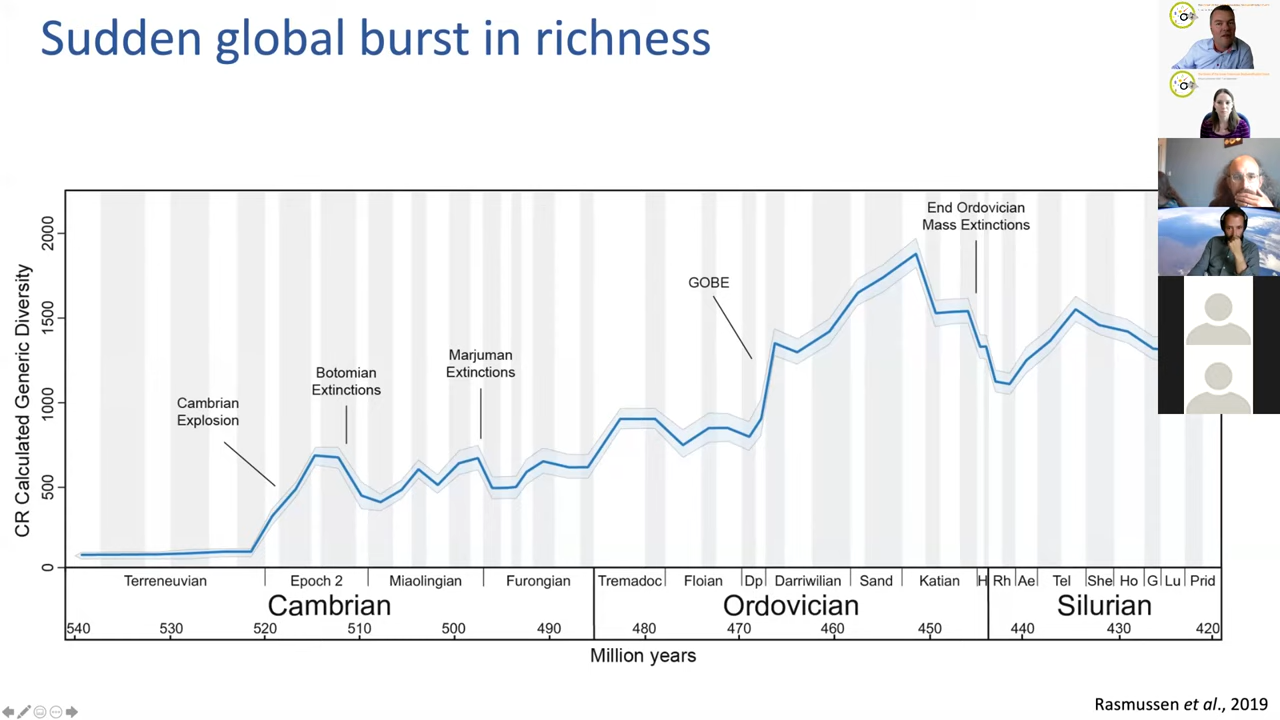 Sudden global burst in richness
CR Calculated Generic Diversity
2000
1500
1000
500
0
Cambrian
Explosion
Botomian
Extinctions
Marjuman
Extinctions
GOBE
End Ordovician
Mass Extinctions
Terreneuvian
Epoch 2
Miaolingian
Furongian
Tremadoc
Floian
Dp
Darriwilian
Sand
Katian
H
Rh
Ae
Tel
She
Ho
G
Lu
Prid
Cambrian
Ordovician
Silurian
540 530 520 510 500 490 480 470 460 450 440 430 420
Million years
Rasmussen et al., 2019